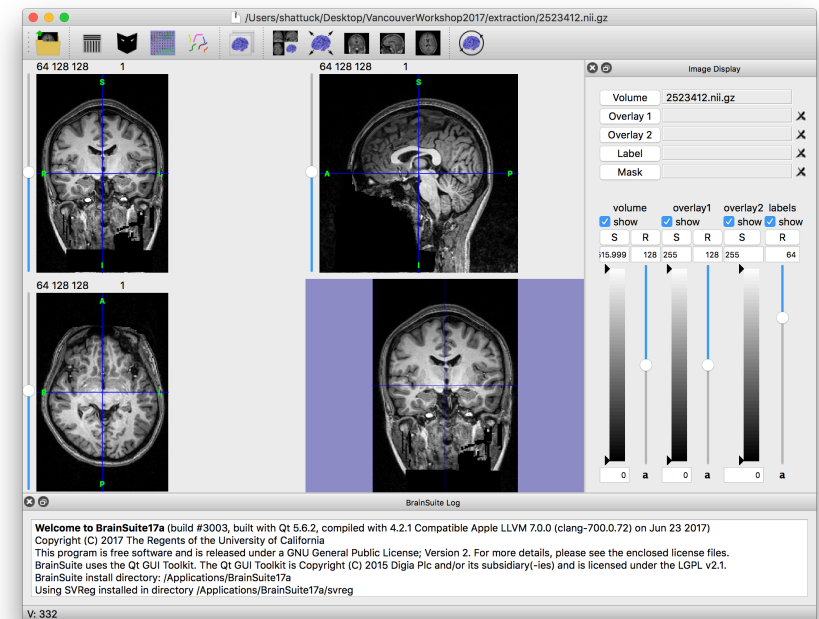 /Users/shattuck/Desktop/VancouverWorkshop2017/extraction/2523412.nii.gz
64 128 128 1
S
R
L
I
64 128 128 1
S
A
P
I
64 128 128 1
A
R
L
P
Image Display
Volume 2523412.nii.gz
Overlay 1
Overlay 2
Label
Mask
volume overlay1 overlay2 labels
show show show show
S R S R S R
515.999 128 255 128 255 64
0 a 0 a 0 a
BrainSuite Log
Welcome to BrainSuite17a (build #3003, built with Qt 5.6.2, compiled with 4.2.1 Compatible Apple LLVM 7.0.0 (clang-700.0.72) on Jun 23 2017)
Copyright (C) 2017 The Regents of the University of California
This program is free software and is released under a GNU General Public License; Version 2. For more details, please see the enclosed license files.
BrainSuite uses the Qt GUI Toolkit. The Qt GUI Toolkit is Copyright (C) 2015 Digia Plc and/or its subsidiary(-ies) and is licensed under the LGPL v2.1.
BrainSuite install directory: /Applications/BrainSuite17a
Using SVReg installed in directory /Applications/BrainSuite17a/svreg
V: 332